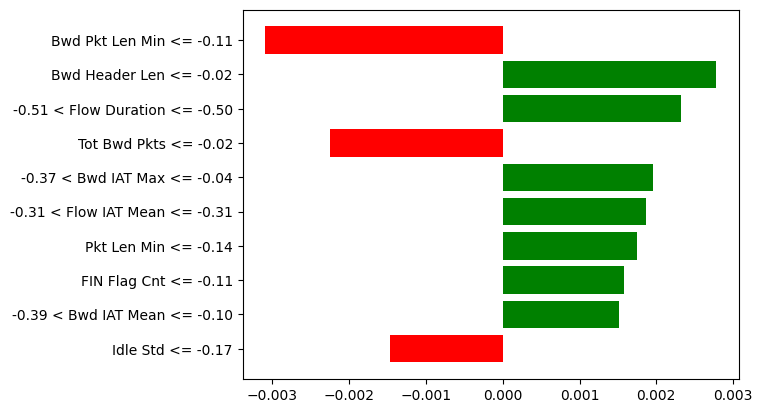 Bwd Pkt Len Min <= -0.11
Bwd Header Len <= -0.02
-0.51 < Flow Duration <= -0.50
Tot Bwd Pkts <= -0.02
-0.37 < Bwd IAT Max <= -0.04
-0.31 < Flow IAT Mean <= -0.31
Pkt Len Min <= -0.14
FIN Flag Cnt <= -0.11
-0.39 < Bwd IAT Mean <= -0.10
Idle Std <= -0.17
−0.003 −0.002 −0.001 0.000 0.001 0.002 0.003